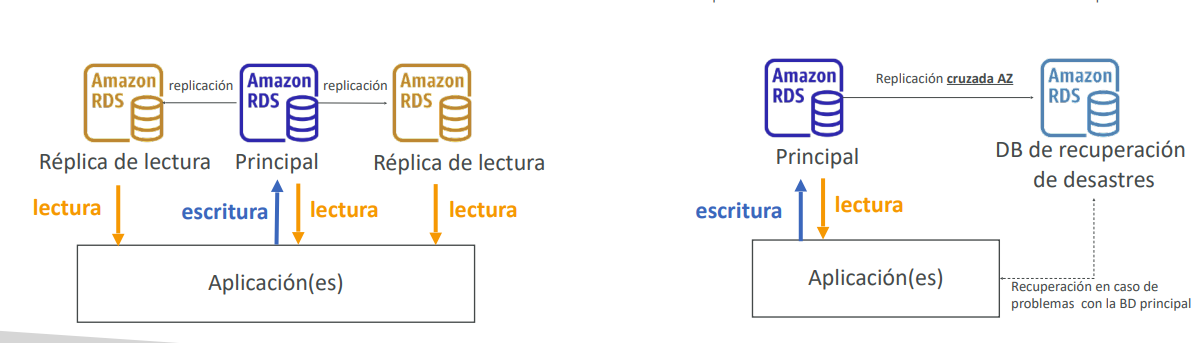 Amazon
RDS
replicación
Amazon
RDS
replicación
Amazon
RDS
Réplica de lectura
Principal
Réplica de lectura
lectura
escritura
lectura
lectura
Aplicación(es)
Amazon
RDS
Replicación cruzada AZ
Amazon
RDS
Principal
DB de recuperación
de desastres
escritura
lectura
Aplicación(es)
Recuperación en caso de
problemas con la BD principal